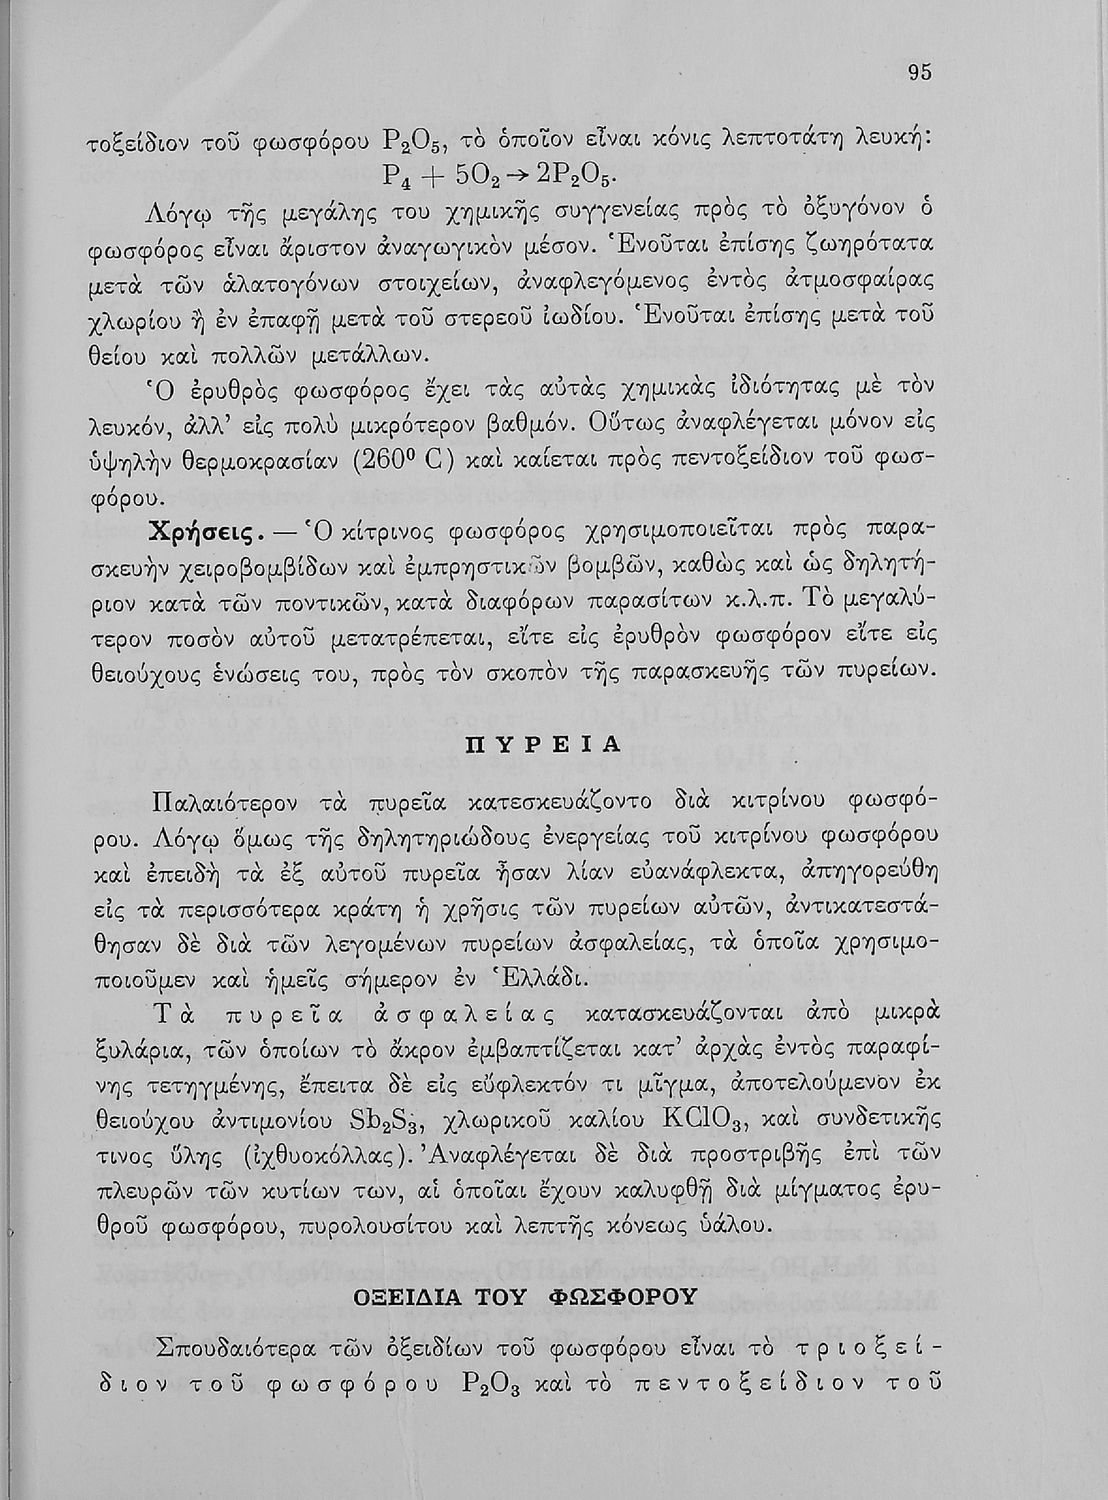 95
τοξείδιον τοῦ φωσφόρου P₂O₅, τὸ ὁποῖον εἶναι κόνις λεπτοτάτη λευκή:
P₄ + 5O₂ → 2P₂O₅.
Λόγῳ τῆς μεγάλης του χημικῆς συγγενείας πρὸς τὸ ὀξυγόνον ὁ
φωσφόρος εἶναι ἄριστον ἀναγωγικὸν μέσον. Ἑνοῦται ἐπίσης ζωηρότατα
μετὰ τῶν ἁλατογόνων στοιχείων, ἀναφλεγόμενος ἐντὸς ἀτμοσφαίρας
χλωρίου ἢ ἐν ἐπαφῇ μετὰ τοῦ στερεοῦ ἰωδίου. Ἑνοῦται ἐπίσης μετὰ τοῦ
θείου καὶ πολλῶν μετάλλων.
Ὁ ἐρυθρὸς φωσφόρος ἔχει τὰς αὐτὰς χημικὰς ἰδιότητας μὲ τὸν
λευκόν, ἀλλ' εἰς πολὺ μικρότερον βαθμόν. Οὕτως ἀναφλέγεται μόνον εἰς
ὑψηλὴν θερμοκρασίαν (260⁰ C) καὶ καίεται πρὸς πεντοξείδιον τοῦ φωσ-
φόρου.
Χρήσεις. — Ὁ κίτρινος φωσφόρος χρησιμοποιεῖται πρὸς παρα-
σκευὴν χειροβομβίδων καὶ ἐμπρηστικῶν βομβῶν, καθὼς καὶ ὡς δηλητή-
ριον κατὰ τῶν ποντικῶν, κατὰ διαφόρων παρασίτων κ.λ.π. Τὸ μεγαλύ-
τερον ποσὸν αὐτοῦ μετατρέπεται, εἴτε εἰς ἐρυθρὸν φωσφόρον εἴτε εἰς
θειούχους ἑνώσεις του, πρὸς τὸν σκοπὸν τῆς παρασκευῆς τῶν πυρείων.
ΠΥΡΕΙΑ
Παλαιότερον τὰ πυρεῖα κατεσκευάζοντο διὰ κιτρίνου φωσφό-
ρου. Λόγῳ ὅμως τῆς δηλητηριώδους ἐνεργείας τοῦ κιτρίνου φωσφόρου
καὶ ἐπειδὴ τὰ ἐξ αὐτοῦ πυρεῖα ἦσαν λίαν εὐανάφλεκτα, ἀπηγορεύθη
εἰς τὰ περισσότερα κράτη ἡ χρῆσις τῶν πυρείων αὐτῶν, ἀντικατεστά-
θησαν δὲ διὰ τῶν λεγομένων πυρείων ἀσφαλείας, τὰ ὁποῖα χρησιμο-
ποιοῦμεν καὶ ἡμεῖς σήμερον ἐν Ἑλλάδι.
Τὰ πυρεῖα ἀσφαλείας κατασκευάζονται ἀπὸ μικρὰ
ξυλάρια, τῶν ὁποίων τὸ ἄκρον ἐμβαπτίζεται κατ' ἀρχὰς ἐντὸς παραφί-
νης τετηγμένης, ἔπειτα δὲ εἰς εὔφλεκτόν τι μῖγμα, ἀποτελούμενον ἐκ
θειούχου ἀντιμονίου Sb₂S₃, χλωρικοῦ καλίου KClO₃, καὶ συνδετικῆς
τινος ὕλης (ἰχθυοκόλλας). Ἀναφλέγεται δὲ διὰ προστριβῆς ἐπὶ τῶν
πλευρῶν τῶν κυτίων των, αἱ ὁποῖαι ἔχουν καλυφθῆ διὰ μίγματος ἐρυ-
θροῦ φωσφόρου, πυρολουσίτου καὶ λεπτῆς κόνεως ὑάλου.
ΟΞΕΙΔΙΑ ΤΟΥ ΦΩΣΦΟΡΟΥ
Σπουδαιότερα τῶν ὀξειδίων τοῦ φωσφόρου εἶναι τὸ τριοξεί-
διον τοῦ φωσφόρου P₂O₃ καὶ τὸ πεντοξείδιον τοῦ